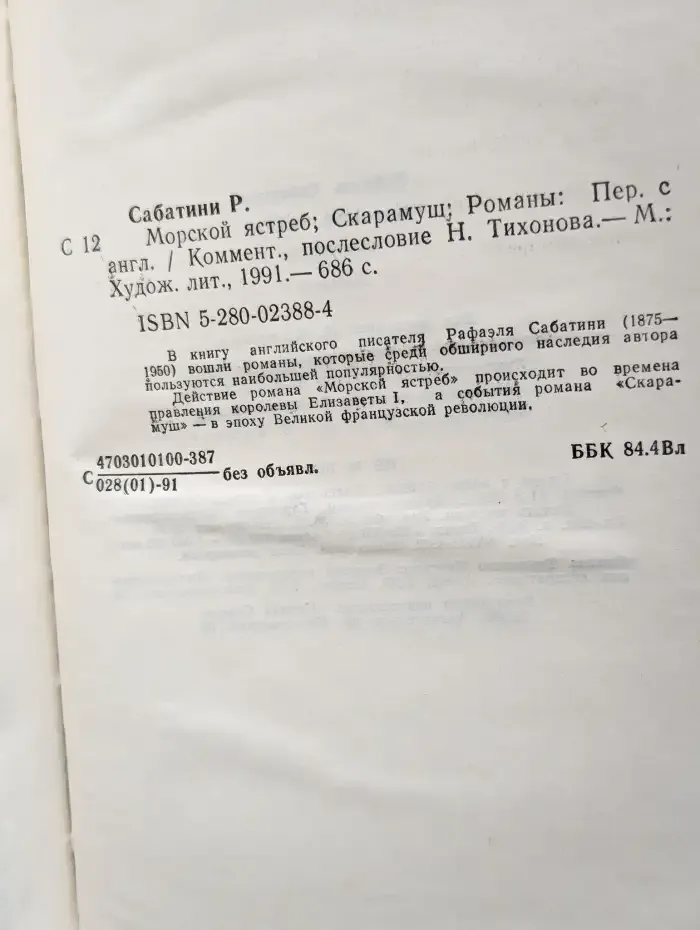 Сабатини Р.
С 12 Морской ястреб; Скарамуш; Романы: Пер. с
англ. / Коммент., послесловие Н. Тихонова.— М.:
Худож. лит., 1991.— 686 с.
ISBN 5-280-02388-4
В книгу английского писателя Рафаэля Сабатини (1875—
1950) вошли романы, которые среди обширного наследия автора
пользуются наибольшей популярностью.
Действие романа «Морской ястреб» происходит во времена
правления королевы Елизаветы I, а события романа «Скара-
муш» — в эпоху Великой французской революции.
С 4703010100-387
028(01)-91 без объявл.
ББК 84.4Вл